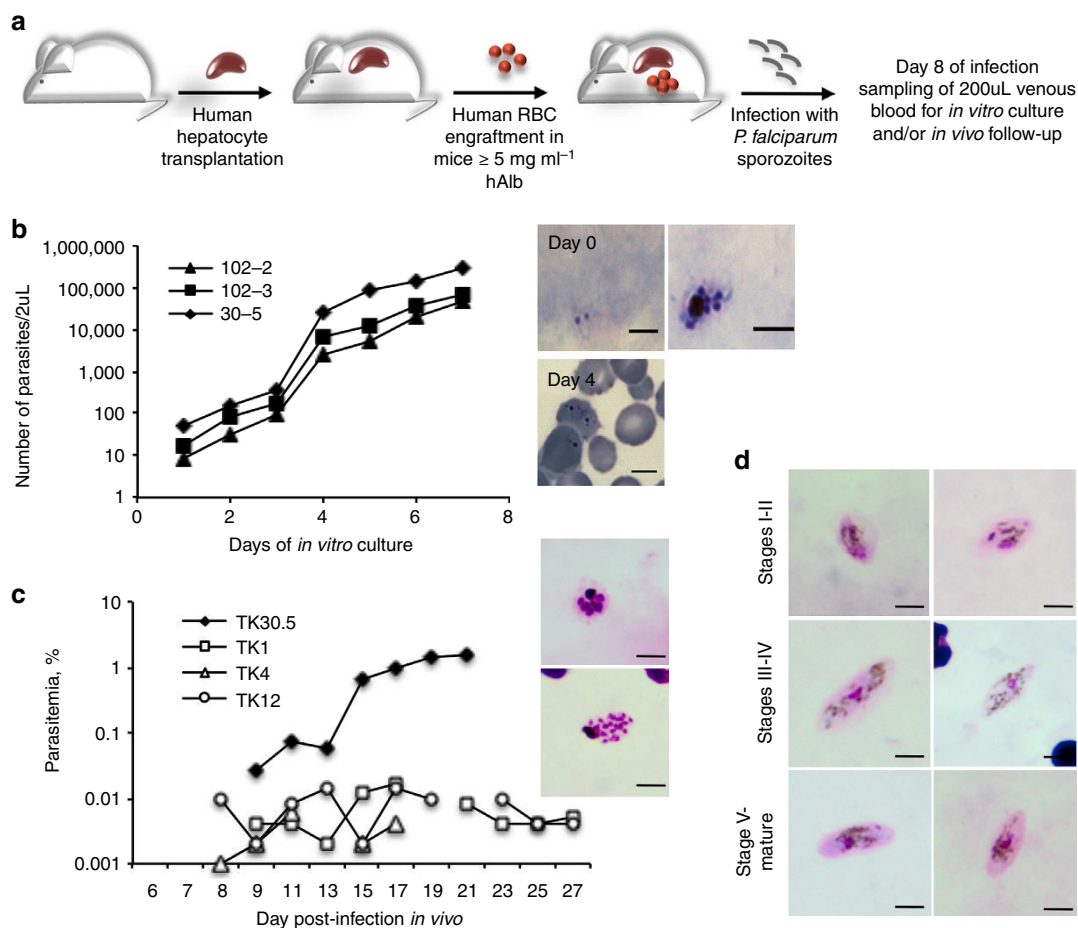 a
Human
hepatocyte
transplantation
Human RBC
engraftment in
mice ≥ 5 mg ml⁻¹
hAlb
Infection with
P. falciparum
sporozoites
Day 8 of infection
sampling of 200uL venous
blood for in vitro culture
and/or in vivo follow-up
b
Number of parasites/2uL
1,000,000
100,000
10,000
1,000
100
10
1
102–2
102–3
30–5
0
2
4
6
8
Days of in vitro culture
Day 0
Day 4
c
Parasitemia, %
10
1
0.1
0.01
0.001
TK30.5
TK1
TK4
TK12
6
7
8
9
11
13
15
17
19
21
23
25
27
Day post-infection in vivo
d
Stages I-II
Stages III-IV
Stage V-
mature